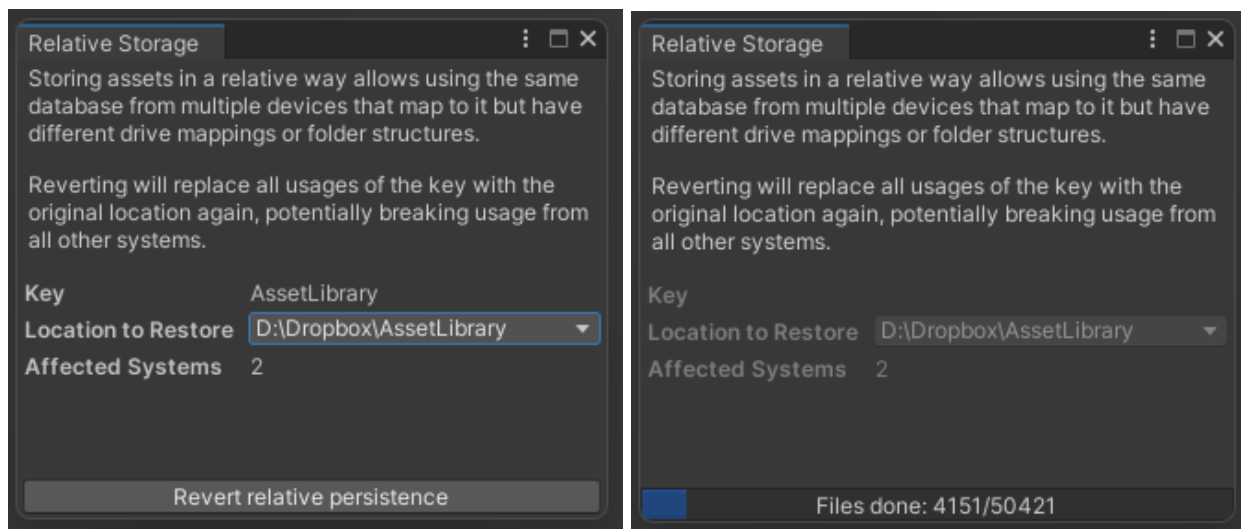 Relative Storage
Storing assets in a relative way allows using the same
database from multiple devices that map to it but have
different drive mappings or folder structures.
Reverting will replace all usages of the key with the
original location again, potentially breaking usage from
all other systems.
Key AssetLibrary
Location to Restore D:\Dropbox\AssetLibrary
Affected Systems 2
Revert relative persistence
Relative Storage
Storing assets in a relative way allows using the same
database from multiple devices that map to it but have
different drive mappings or folder structures.
Reverting will replace all usages of the key with the
original location again, potentially breaking usage from
all other systems.
Key
Location to Restore D:\Dropbox\AssetLibrary
Affected Systems 2
Files done: 4151/50421